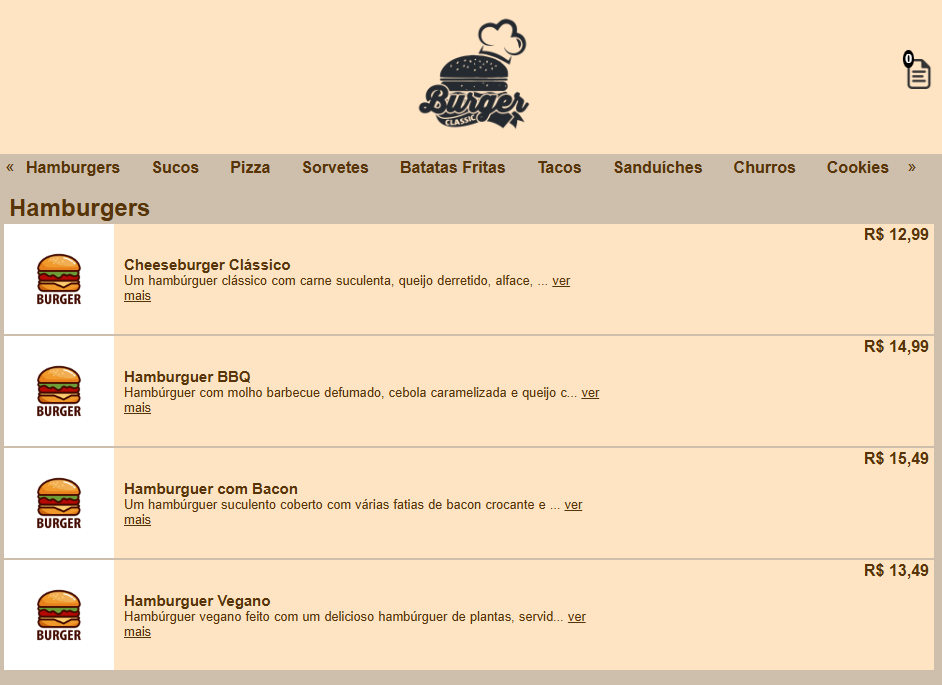 Burger
CLASSIC
0
« Hamburgers Sucos Pizza Sorvetes Batatas Fritas Tacos Sanduíches Churros Cookies »
Hamburgers
R$ 12,99
BURGER
Cheeseburger Clássico
Um hambúrguer clássico com carne suculenta, queijo derretido, alface, ... ver
mais
R$ 14,99
BURGER
Hamburguer BBQ
Hambúrguer com molho barbecue defumado, cebola caramelizada e queijo c... ver
mais
R$ 15,49
BURGER
Hamburguer com Bacon
Um hambúrguer suculento coberto com várias fatias de bacon crocante e ... ver
mais
R$ 13,49
BURGER
Hamburguer Vegano
Hambúrguer vegano feito com um delicioso hambúrguer de plantas, servid... ver
mais